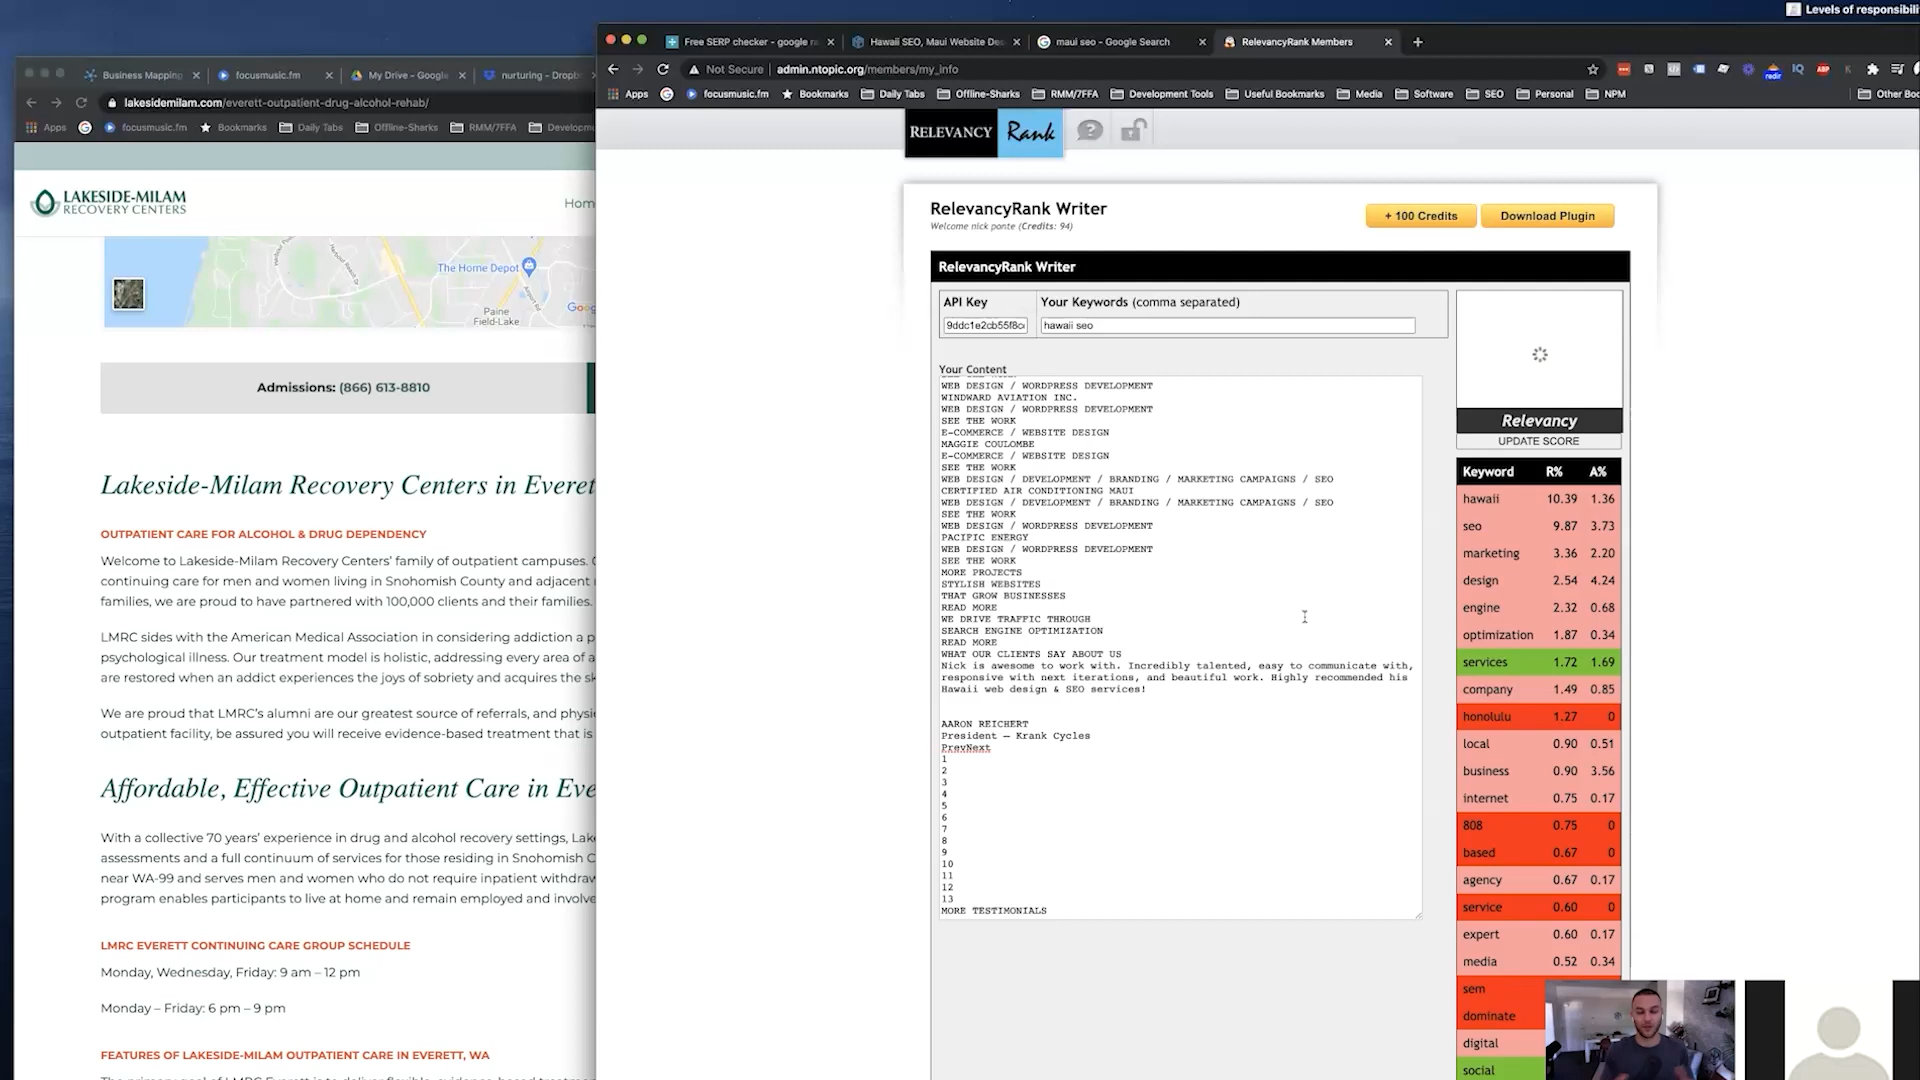 Levels of responsibili
Business Mapping
focusmusic.fm
My Drive - Google
nurturing - Dropb
lakesidemilam.com/everett-outpatient-drug-alcohol-rehab/
Apps
focusmusic.fm
Bookmarks
Daily Tabs
Offline-Sharks
RMM/7FFA
Developm
LAKESIDE-MILAM
RECOVERY CENTERS
Hom
The Home Depot
Paine
Field-Lake
Goog
Admissions: (866) 613-8810
Lakeside-Milam Recovery Centers in Everet
OUTPATIENT CARE FOR ALCOHOL & DRUG DEPENDENCY
Welcome to Lakeside-Milam Recovery Centers' family of outpatient campuses.
continuing care for men and women living in Snohomish County and adjacent
families, we are proud to have partnered with 100,000 clients and their families.
LMRC sides with the American Medical Association in considering addiction a p
psychological illness. Our treatment model is holistic, addressing every area of a
are restored when an addict experiences the joys of sobriety and acquires the sk
We are proud that LMRC's alumni are our greatest source of referrals, and physi
outpatient facility, be assured you will receive evidence-based treatment that is
Affordable, Effective Outpatient Care in Eve
With a collective 70 years' experience in drug and alcohol recovery settings, Lak
assessments and a full continuum of services for those residing in Snohomish C
near WA-99 and serves men and women who do not require inpatient withdraw
program enables participants to live at home and remain employed and involve
LMRC EVERETT CONTINUING CARE GROUP SCHEDULE
Monday, Wednesday, Friday: 9 am – 12 pm
Monday – Friday: 6 pm – 9 pm
FEATURES OF LAKESIDE-MILAM OUTPATIENT CARE IN EVERETT, WA
Free SERP checker - google ra
Hawaii SEO, Maui Website Des
maui seo - Google Search
RelevancyRank Members
Not Secure
admin.ntopic.org/members/my_info
Apps
focusmusic.fm
Bookmarks
Daily Tabs
Offline-Sharks
RMM/7FFA
Development Tools
Useful Bookmarks
Media
Software
SEO
Personal
NPM
Other Boo
RELEVANCY Rank
RelevancyRank Writer
Welcome nick ponte (Credits: 94)
+ 100 Credits
Download Plugin
RelevancyRank Writer
API Key
Your Keywords (comma separated)
9ddc1e2cb55f8c
hawaii seo
Your Content
WEB DESIGN / WORDPRESS DEVELOPMENT
WINDWARD AVIATION INC.
WEB DESIGN / WORDPRESS DEVELOPMENT
SEE THE WORK
E-COMMERCE / WEBSITE DESIGN
MAGGIE COULOMBE
E-COMMERCE / WEBSITE DESIGN
SEE THE WORK
WEB DESIGN / DEVELOPMENT / BRANDING / MARKETING CAMPAIGNS / SEO
CERTIFIED AIR CONDITIONING MAUI
WEB DESIGN / DEVELOPMENT / BRANDING / MARKETING CAMPAIGNS / SEO
SEE THE WORK
WEB DESIGN / WORDPRESS DEVELOPMENT
PACIFIC ENERGY
WEB DESIGN / WORDPRESS DEVELOPMENT
SEE THE WORK
MORE PROJECTS
STYLISH WEBSITES
THAT GROW BUSINESSES
READ MORE
WE DRIVE TRAFFIC THROUGH
SEARCH ENGINE OPTIMIZATION
READ MORE
WHAT OUR CLIENTS SAY ABOUT US
Nick is awesome to work with. Incredibly talented, easy to communicate with,
responsive with next iterations, and beautiful work. Highly recommended his
Hawaii web design & SEO services!
AARON REICHERT
President – Krank Cycles
PrevNext
1
2
3
4
5
6
7
8
9
10
11
12
13
MORE TESTIMONIALS
Relevancy
UPDATE SCORE
Keyword R% A%
hawaii 10.39 1.36
seo 9.87 3.73
marketing 3.36 2.20
design 2.54 4.24
engine 2.32 0.68
optimization 1.87 0.34
services 1.72 1.69
company 1.49 0.85
honolulu 1.27 0
local 0.90 0.51
business 0.90 3.56
internet 0.75 0.17
808 0.75 0
based 0.67 0
agency 0.67 0.17
service 0.60 0
expert 0.60 0.17
media 0.52 0.34
sem
dominate
digital
social